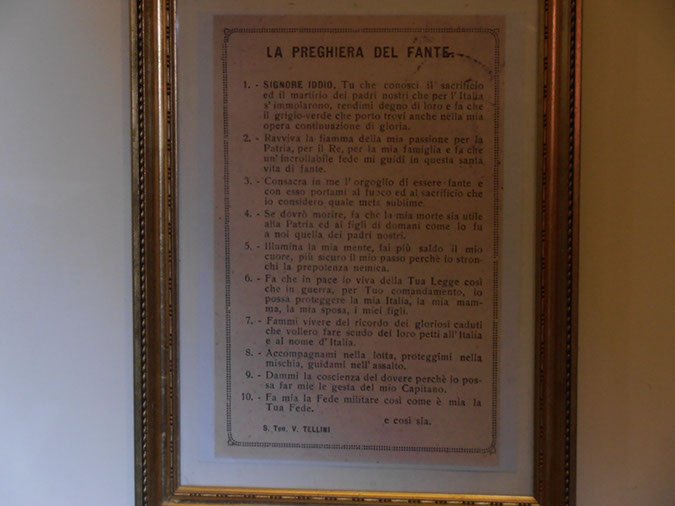 LA PREGHIERA DEL FANTE.
1. - SIGNORE IDDIO, Tu che conosci il sacrificio
ed il martirio dei padri nostri che per l'Italia
s'immolarono, rendimi degno di loro e fa che
il grigio-verde che porto trovi anche nella mia
opera continuazione di gloria.
2. - Ravviva la fiamma della mia passione per la
Patria, per il Re, per la mia famiglia e fa che
un'incrollabile fede mi guidi in questa santa
vita di fante.
3. - Consacra in me l'orgoglio di essere fante e
con esso portami al fuoco ed al sacrificio che
io considero quale meta sublime.
4. - Se dovrò morire, fa che la mia morte sia utile
alla Patria ed ai figli di domani come lo fu
a noi quella dei padri nostri.
5. - Illumina la mia mente, fai più saldo il mio
cuore, più sicuro il mio passo perchè io stron-
chi la prepotenza nemica.
6. - Fa che in pace io viva della Tua Legge così
che in guerra, per Tuo comandamento, io
possa proteggere la mia Italia, la mia mam-
ma, la mia sposa, i miei figli.
7. - Fammi vivere del ricordo dei gloriosi caduti
che vollero fare scudo dei loro petti all'Italia
e al nome d'Italia.
8. - Accompagnami nella lotta, proteggimi nella
mischia, guidami nell'assalto.
9. - Dammi la coscienza del dovere perchè io pos-
sa far mie le gesta del mio Capitano.
10. - Fa mia la Fede militare così come è mia la
Tua Fede.
e così sia.
S. Ten. V. TELLINI